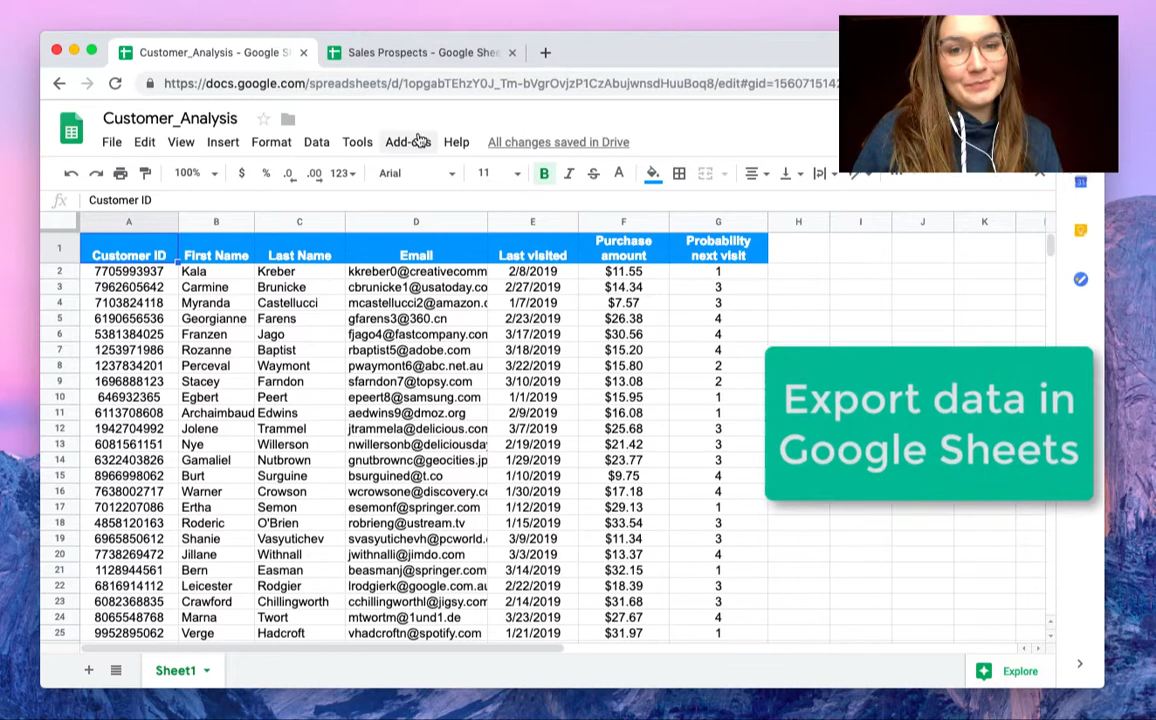 Customer_Analysis - Google S
Sales Prospects - Google Shee
https://docs.google.com/spreadsheets/d/1opgabTEhzY0J_Tm-bVgrOvjzP1CzAbujwnsdHuuBoq8/edit#gid=156071514
Customer_Analysis
File Edit View Insert Format Data Tools Add-ons Help All changes saved in Drive
100% $ % .0 .00 123 Arial 11 B I S A
fx Customer ID
A B C D E F G H I J K
1 Customer ID First Name Last Name Email Last visited Purchase amount Probability next visit
2 7705993937 Kala Kreber kkreber0@creativecomm 2/8/2019 $11.55 1
3 7962605642 Carmine Brunicke cbrunicke1@usatoday.co 2/27/2019 $14.34 3
4 7103824118 Myranda Castellucci mcastellucci2@amazon.c 1/7/2019 $7.57 3
5 6190656536 Georgianne Farens gfarens3@360.cn 2/23/2019 $26.38 4
6 5381384025 Franzen Jago fjago4@fastcompany.com 3/17/2019 $30.56 4
7 1253971986 Rozanne Baptist rbaptist5@adobe.com 3/18/2019 $15.20 4
8 1237834201 Perceval Waymont pwaymont6@abc.net.au 3/22/2019 $15.80 2
9 1696888123 Stacey Farndon sfarndon7@topsy.com 3/10/2019 $13.08 2
10 646932365 Egbert Peert epeert8@samsung.com 1/1/2019 $15.95 1
11 6113708608 Archaimbaud Edwins aedwins9@dmoz.org 2/9/2019 $16.08 1
12 1942704992 Jolene Trammel jtrammela@delicious.com 3/7/2019 $25.68 3
13 6081561151 Nye Willerson nwillersonb@deliciousda 2/19/2019 $21.42 3
14 6322403826 Gamaliel Nutbrown gnutbrownc@geocities.jp 1/29/2019 $23.77 3
15 8966998062 Burt Surguine bsurguined@t.co 1/10/2019 $9.75 4
16 7638002717 Warner Crowson wcrowsone@discovery.c 1/30/2019 $17.18 4
17 7012207086 Ertha Semon esemonf@springer.com 1/12/2019 $29.13 1
18 4858120163 Roderic O'Brien robrieng@ustream.tv 1/15/2019 $33.54 3
19 6965850612 Shanie Vasyutichev svasyutichevh@pcworld. 3/9/2019 $11.34 3
20 7738269472 Jillane Withnall jwithnalli@jimdo.com 3/3/2019 $13.37 4
21 1128944561 Bern Easman beasmanj@springer.com 3/14/2019 $32.15 1
22 6816914112 Leicester Rodgier lrodgierk@google.com.au 2/22/2019 $18.39 3
23 6082368835 Crawford Chillingworth cchillingworthl@jigsy.com 2/14/2019 $31.68 3
24 8065548768 Marna Twort mtwortm@1und1.de 3/23/2019 $27.67 4
25 9952895062 Verge Hadcroft vhadcroftn@spotify.com 1/21/2019 $31.97 1
Export data in
Google Sheets
Sheet1
Explore
31